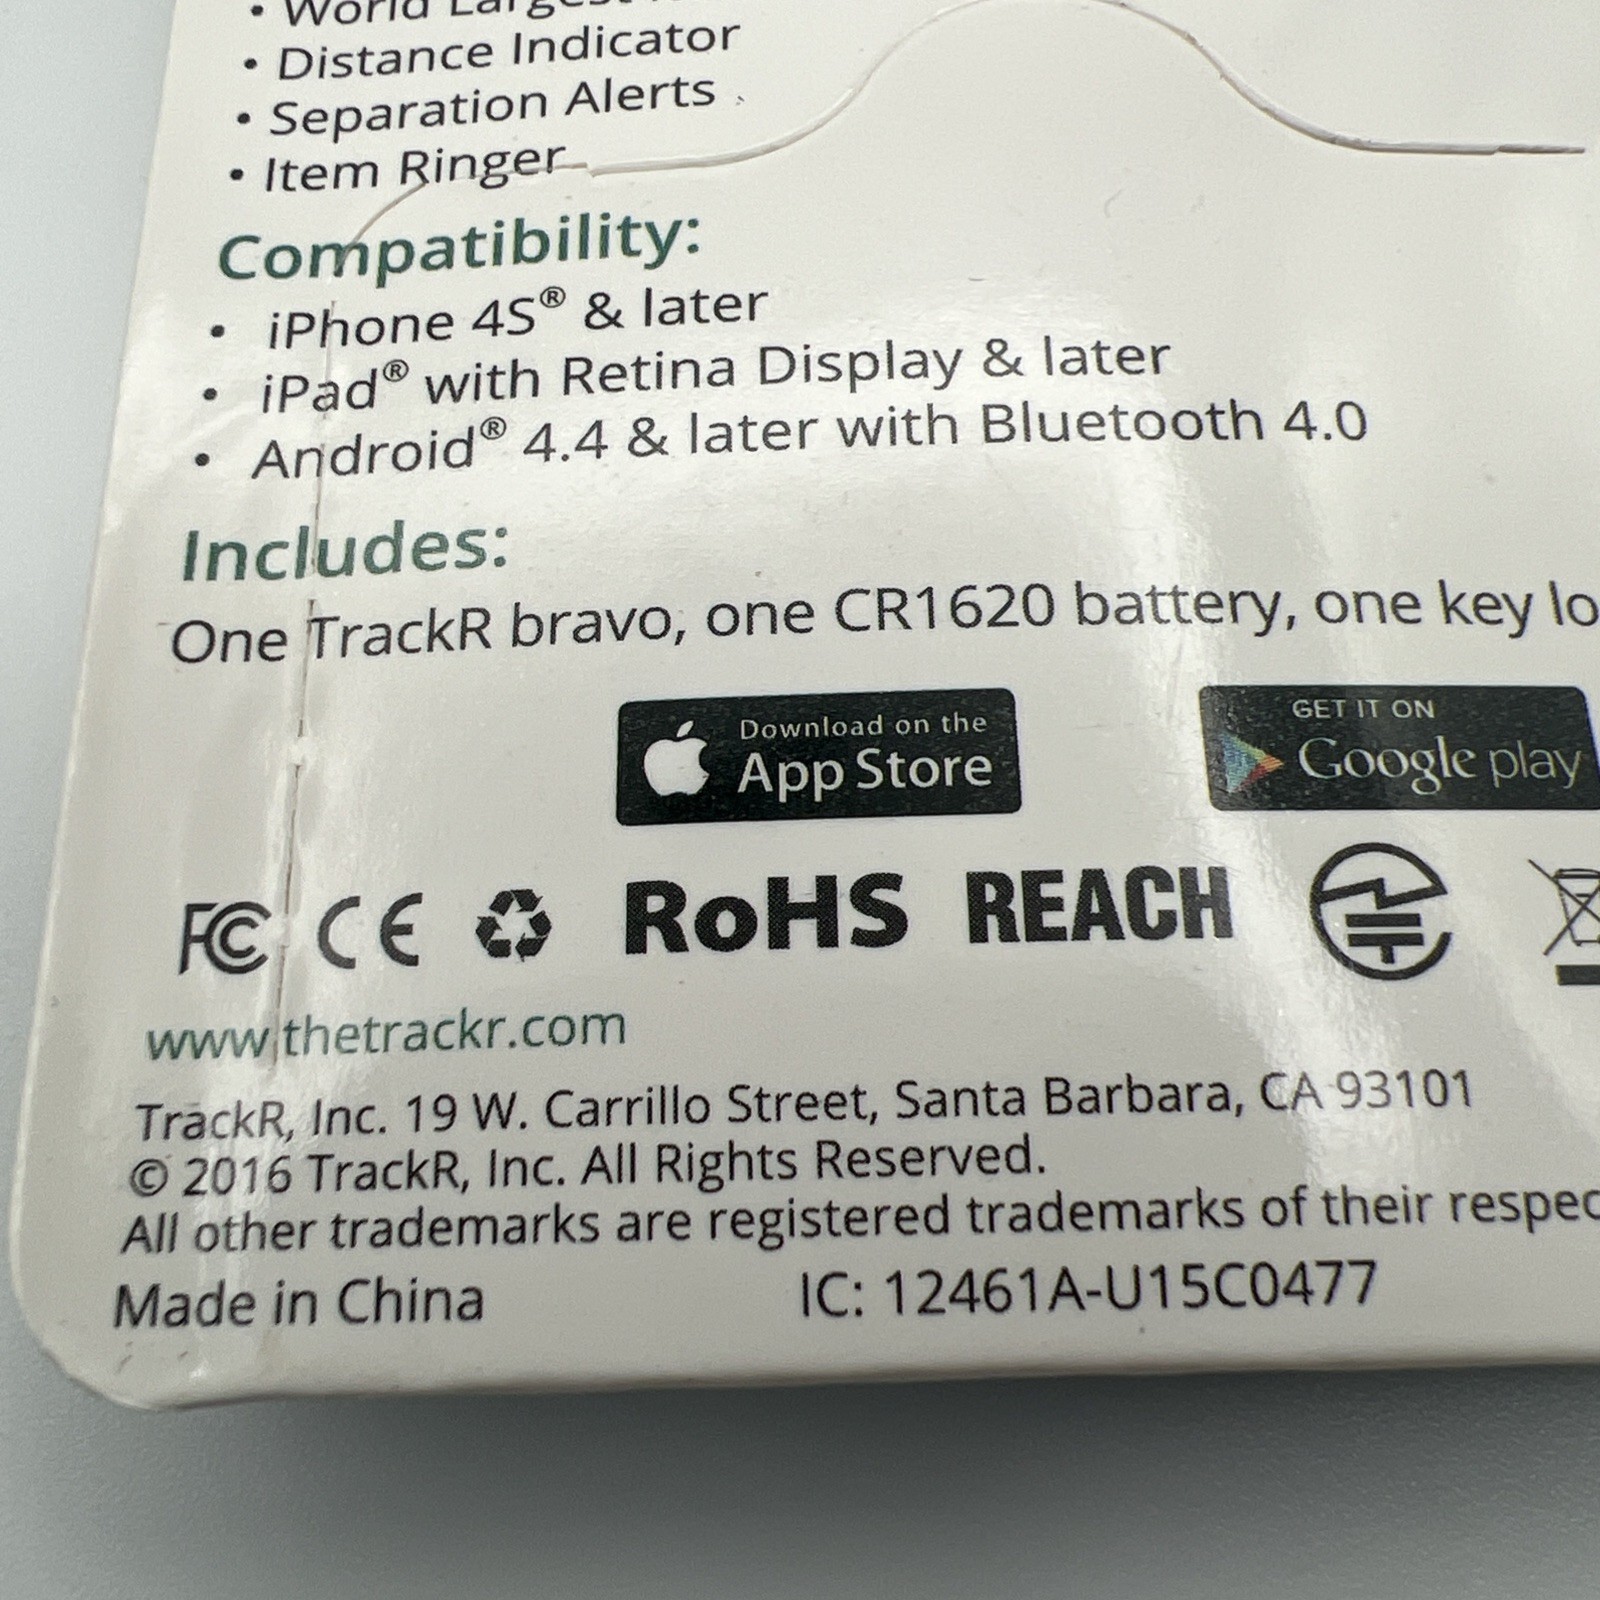 • World Largest
• Distance Indicator
• Separation Alerts
• Item Ringer
Compatibility:
• iPhone 4S® & later
• iPad® with Retina Display & later
• Android® 4.4 & later with Bluetooth 4.0
Includes:
One TrackR bravo, one CR1620 battery, one key lo
Download on the
App Store
GET IT ON
Google play
FC CE RoHS REACH
www.thetrackr.com
TrackR, Inc. 19 W. Carrillo Street, Santa Barbara, CA 93101
© 2016 TrackR, Inc. All Rights Reserved.
All other trademarks are registered trademarks of their respec
Made in China IC: 12461A-U15C0477